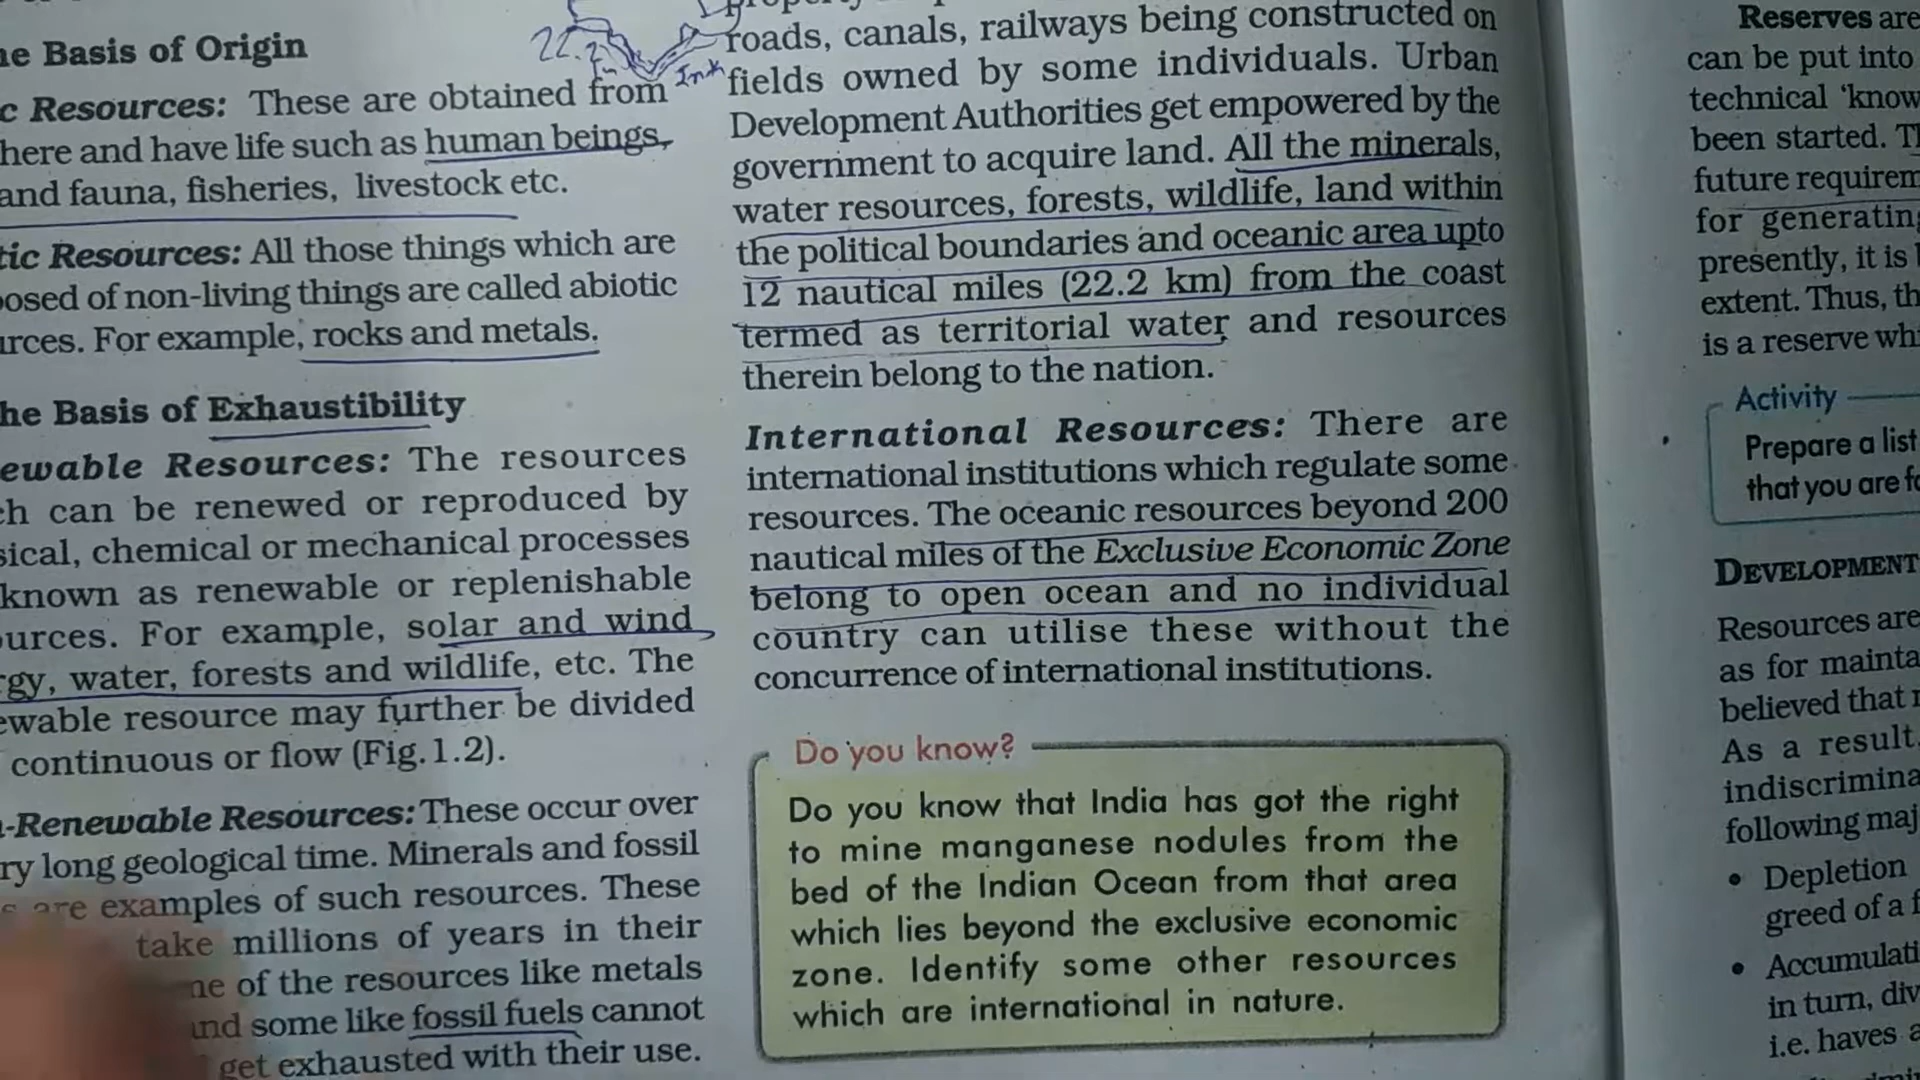 he Basis of Origin
c Resources: These are obtained from
here and have life such as human beings,
and fauna, fisheries, livestock etc.
tic Resources: All those things which are
posed of non-living things are called abiotic
urces. For example, rocks and metals.
he Basis of Exhaustibility
ewable Resources: The resources
ch can be renewed or reproduced by
sical, chemical or mechanical processes
known as renewable or replenishable
ources. For example, solar and wind
rgy, water, forests and wildlife, etc. The
ewable resource may further be divided
continuous or flow (Fig.1.2).
-Renewable Resources: These occur over
ry long geological time. Minerals and fossil
s are examples of such resources. These
take millions of years in their
ne of the resources like metals
and some like fossil fuels cannot
get exhausted with their use.
22.2
roads, canals, railways being constructed on
fields owned by some individuals. Urban
Development Authorities get empowered by the
government to acquire land. All the minerals,
water resources, forests, wildlife, land within
the political boundaries and oceanic area upto
12 nautical miles (22.2 km) from the coast
termed as territorial water and resources
therein belong to the nation.
International Resources: There are
international institutions which regulate some
resources. The oceanic resources beyond 200
nautical miles of the Exclusive Economic Zone
belong to open ocean and no individual
country can utilise these without the
concurrence of international institutions.
Do you know?
Do you know that India has got the right
to mine manganese nodules from the
bed of the Indian Ocean from that area
which lies beyond the exclusive economic
zone. Identify some other resources
which are international in nature.
Reserves are
can be put into
technical ‘know
been started. T
future requirem
for generating
presently, it is
extent. Thus, th
is a reserve wh
Activity
Prepare a list
that you are fa
DEVELOPMENT
Resources are
as for mainta
believed that
As a result,
indiscrimina
following maj
• Depletion
greed of a f
• Accumulati
in turn, div
i.e. haves a